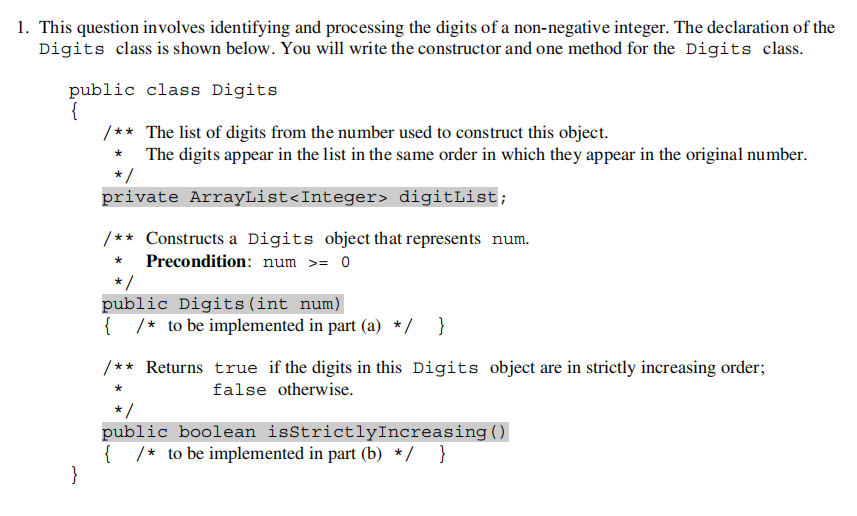 1. This question involves identifying and processing the digits of a non-negative integer. The declaration of the
Digits class is shown below. You will write the constructor and one method for the Digits class.
public class Digits
{
/** The list of digits from the number used to construct this object.
* The digits appear in the list in the same order in which they appear in the original number.
*/
private ArrayList<Integer> digitList;
/** Constructs a Digits object that represents num.
* Precondition: num >= 0
*/
public Digits(int num)
{ /* to be implemented in part (a) */ }
/** Returns true if the digits in this Digits object are in strictly increasing order;
* false otherwise.
*/
public boolean isStrictlyIncreasing()
{ /* to be implemented in part (b) */ }
}